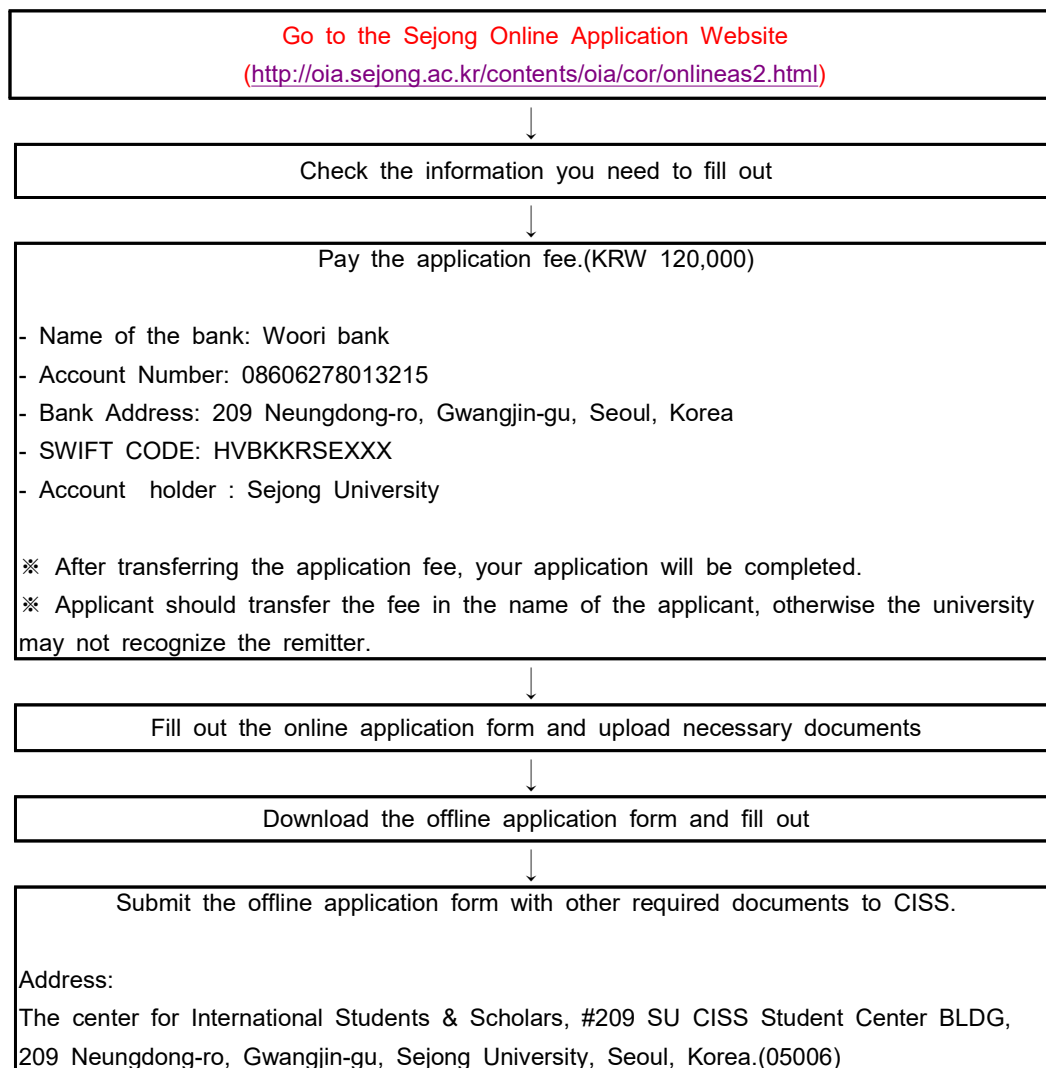 Go to the Sejong Online Application Website
(http://oia.sejong.ac.kr/contents/oia/cor/onlineas2.html)
↓
Check the information you need to fill out
↓
Pay the application fee.(KRW 120,000)
- Name of the bank: Woori bank
- Account Number: 08606278013215
- Bank Address: 209 Neungdong-ro, Gwangjin-gu, Seoul, Korea
- SWIFT CODE: HVBKKRSEXXX
- Account holder : Sejong University
※ After transferring the application fee, your application will be completed.
※ Applicant should transfer the fee in the name of the applicant, otherwise the university
may not recognize the remitter.
↓
Fill out the online application form and upload necessary documents
↓
Download the offline application form and fill out
↓
Submit the offline application form with other required documents to CISS.
Address:
The center for International Students & Scholars, #209 SU CISS Student Center BLDG,
209 Neungdong-ro, Gwangjin-gu, Sejong University, Seoul, Korea.(05006)